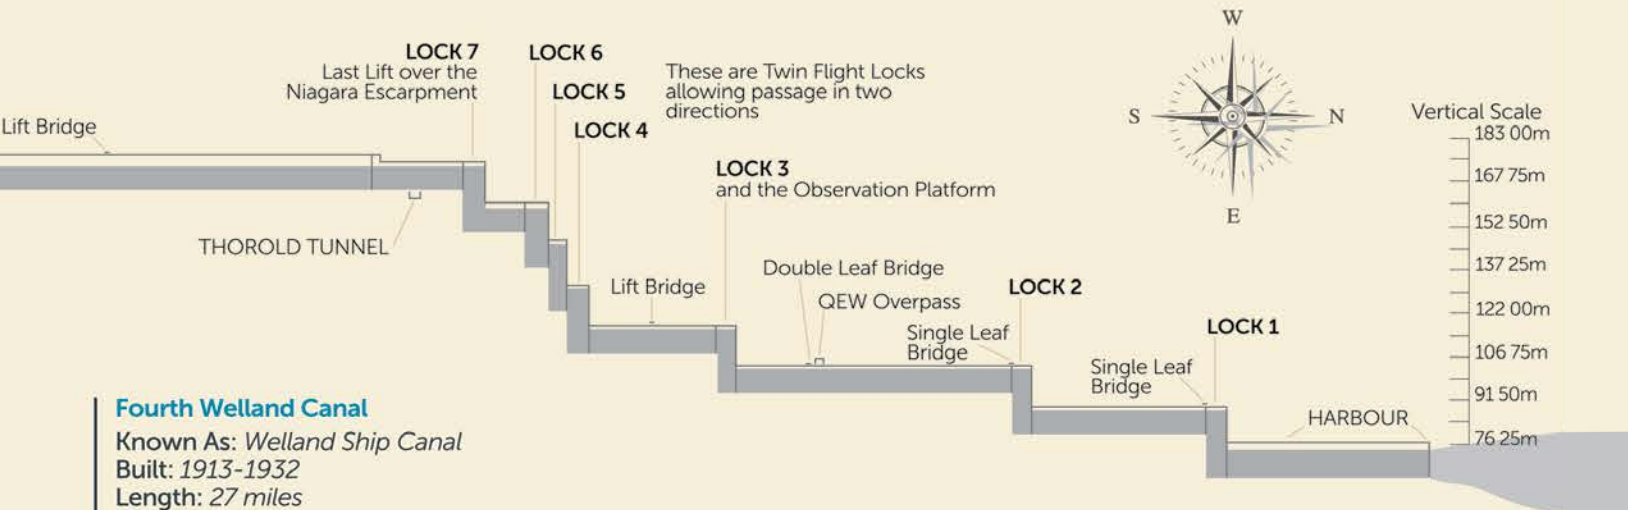 Lift Bridge
LOCK 7
Last Lift over the
Niagara Escarpment
LOCK 6
LOCK 5
LOCK 4
These are Twin Flight Locks
allowing passage in two
directions
THOROLD TUNNEL
LOCK 3
and the Observation Platform
Lift Bridge
Double Leaf Bridge
QEW Overpass
Single Leaf
Bridge
LOCK 2
Single Leaf
Bridge
LOCK 1
HARBOUR
W
S
N
E
Vertical Scale
183 00m
167 75m
152 50m
137 25m
122 00m
106 75m
91 50m
76 25m
Fourth Welland Canal
Known As: Welland Ship Canal
Built: 1913-1932
Length: 27 miles